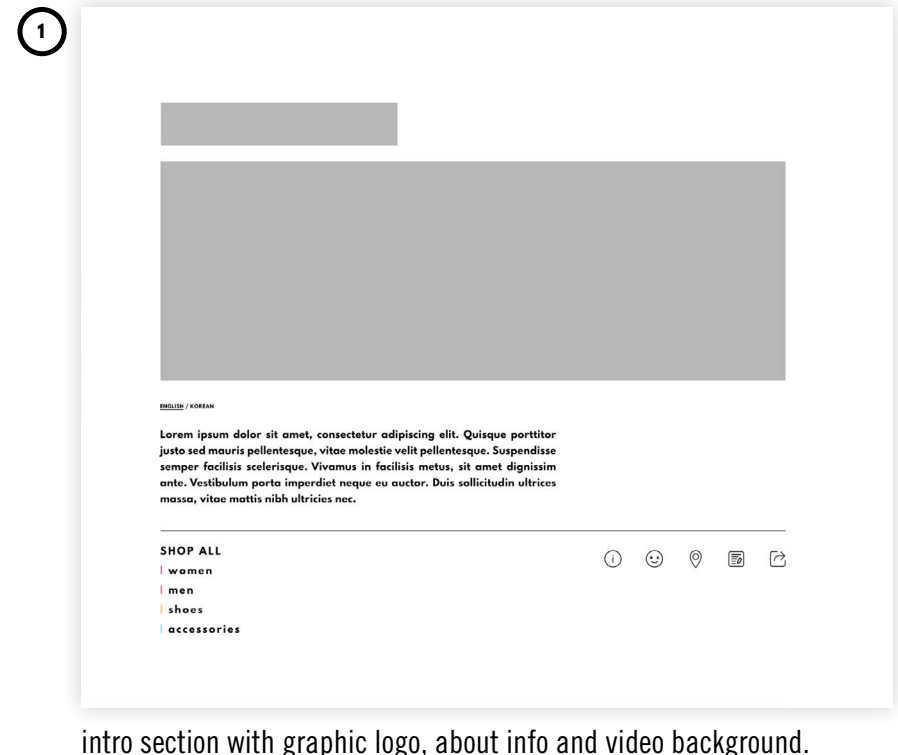 1
ENGLISH / KOREAN
Lorem ipsum dolor sit amet, consectetur adipiscing elit. Quisque porttitor
justo sed mauris pellentesque, vitae molestie velit pellentesque. Suspendisse
semper facilisis scelerisque. Vivamus in facilisis metus, sit amet dignissim
ante. Vestibulum porta imperdiet neque eu auctor. Duis sollicitudin ultrices
massa, vitae mattis nibh ultricies nec.
SHOP ALL
women
men
shoes
accessories
intro section with graphic logo, about info and video background.